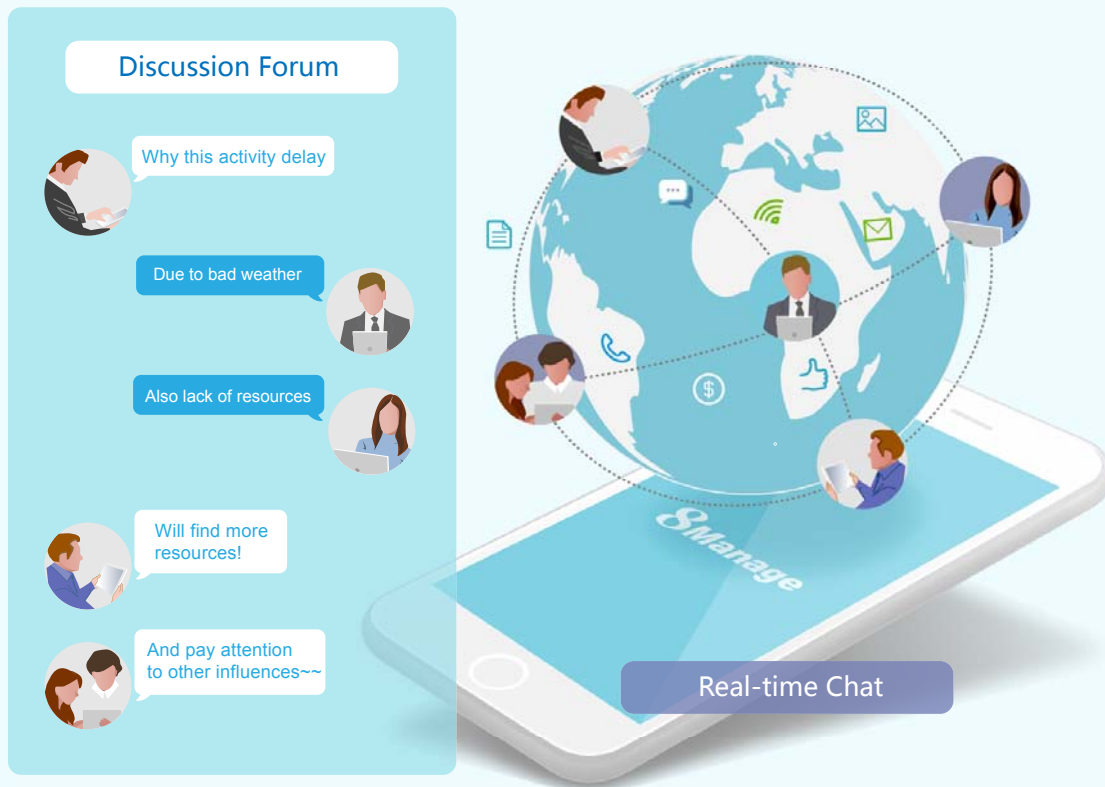 Discussion Forum
Why this activity delay
Due to bad weather
Also lack of resources
Will find more
resources!
And pay attention
to other influences~~
$
8Manage
Real-time Chat